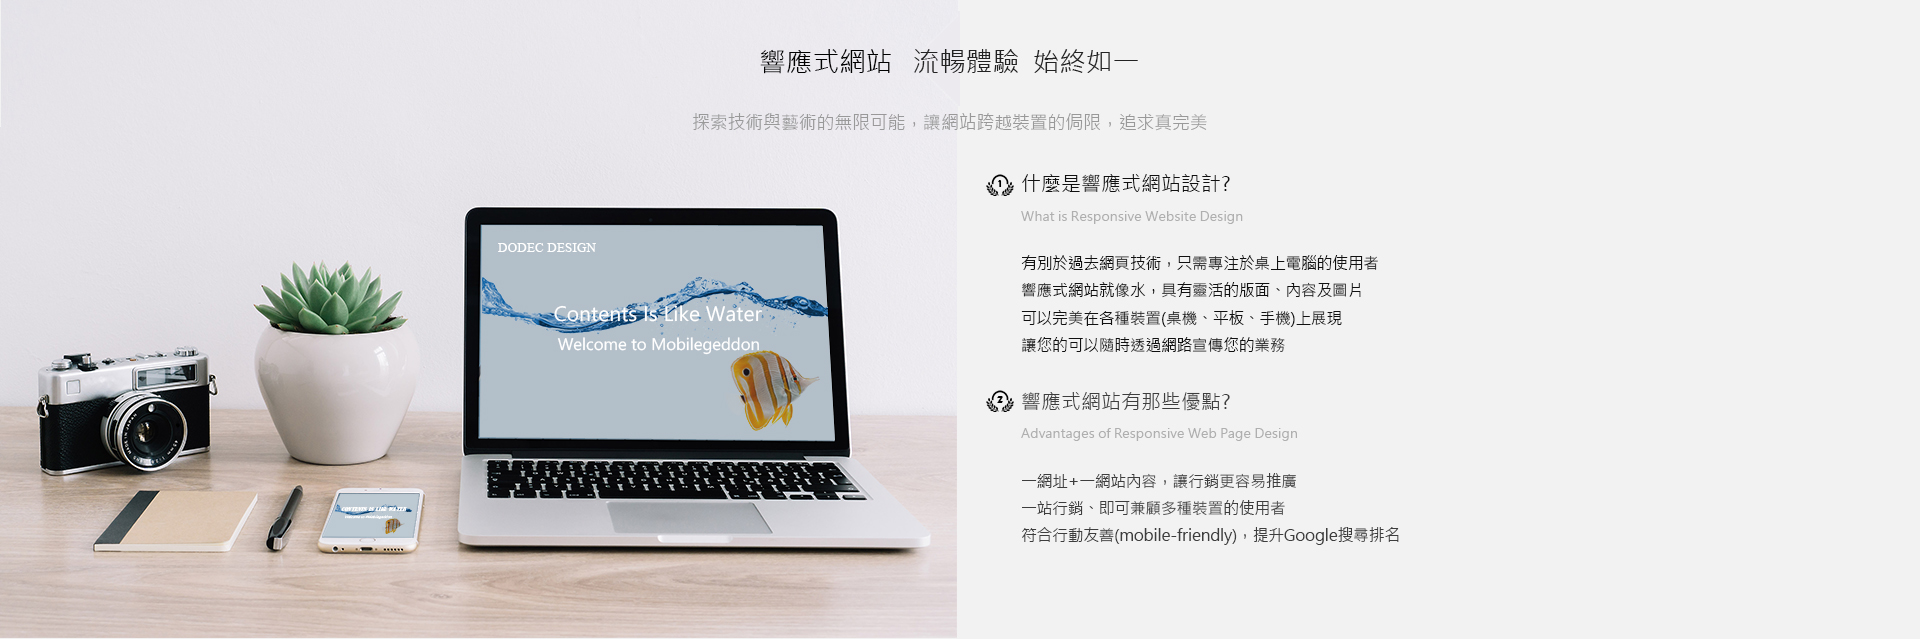 響應式網站 流暢體驗 始終如一
探索技術與藝術的無限可能，讓網站跨越裝置的侷限，追求真完美
1 什麼是響應式網站設計?
What is Responsive Website Design
有別於過去網頁技術，只需專注於桌上電腦的使用者
響應式網站就像水，具有靈活的版面、內容及圖片
可以完美在各種裝置(桌機、平板、手機)上展現
讓您的可以隨時透過網路宣傳您的業務
2 響應式網站有那些優點?
Advantages of Responsive Web Page Design
一網址+一網站內容，讓行銷更容易推廣
一站行銷、即可兼顧多種裝置的使用者
符合行動友善(mobile-friendly)，提升Google搜尋排名
DODEC DESIGN
Contents Is Like Water
Welcome to Mobilegeddon
CONTENTS IS LIKE WATER
Welcome to Mobilegeddon